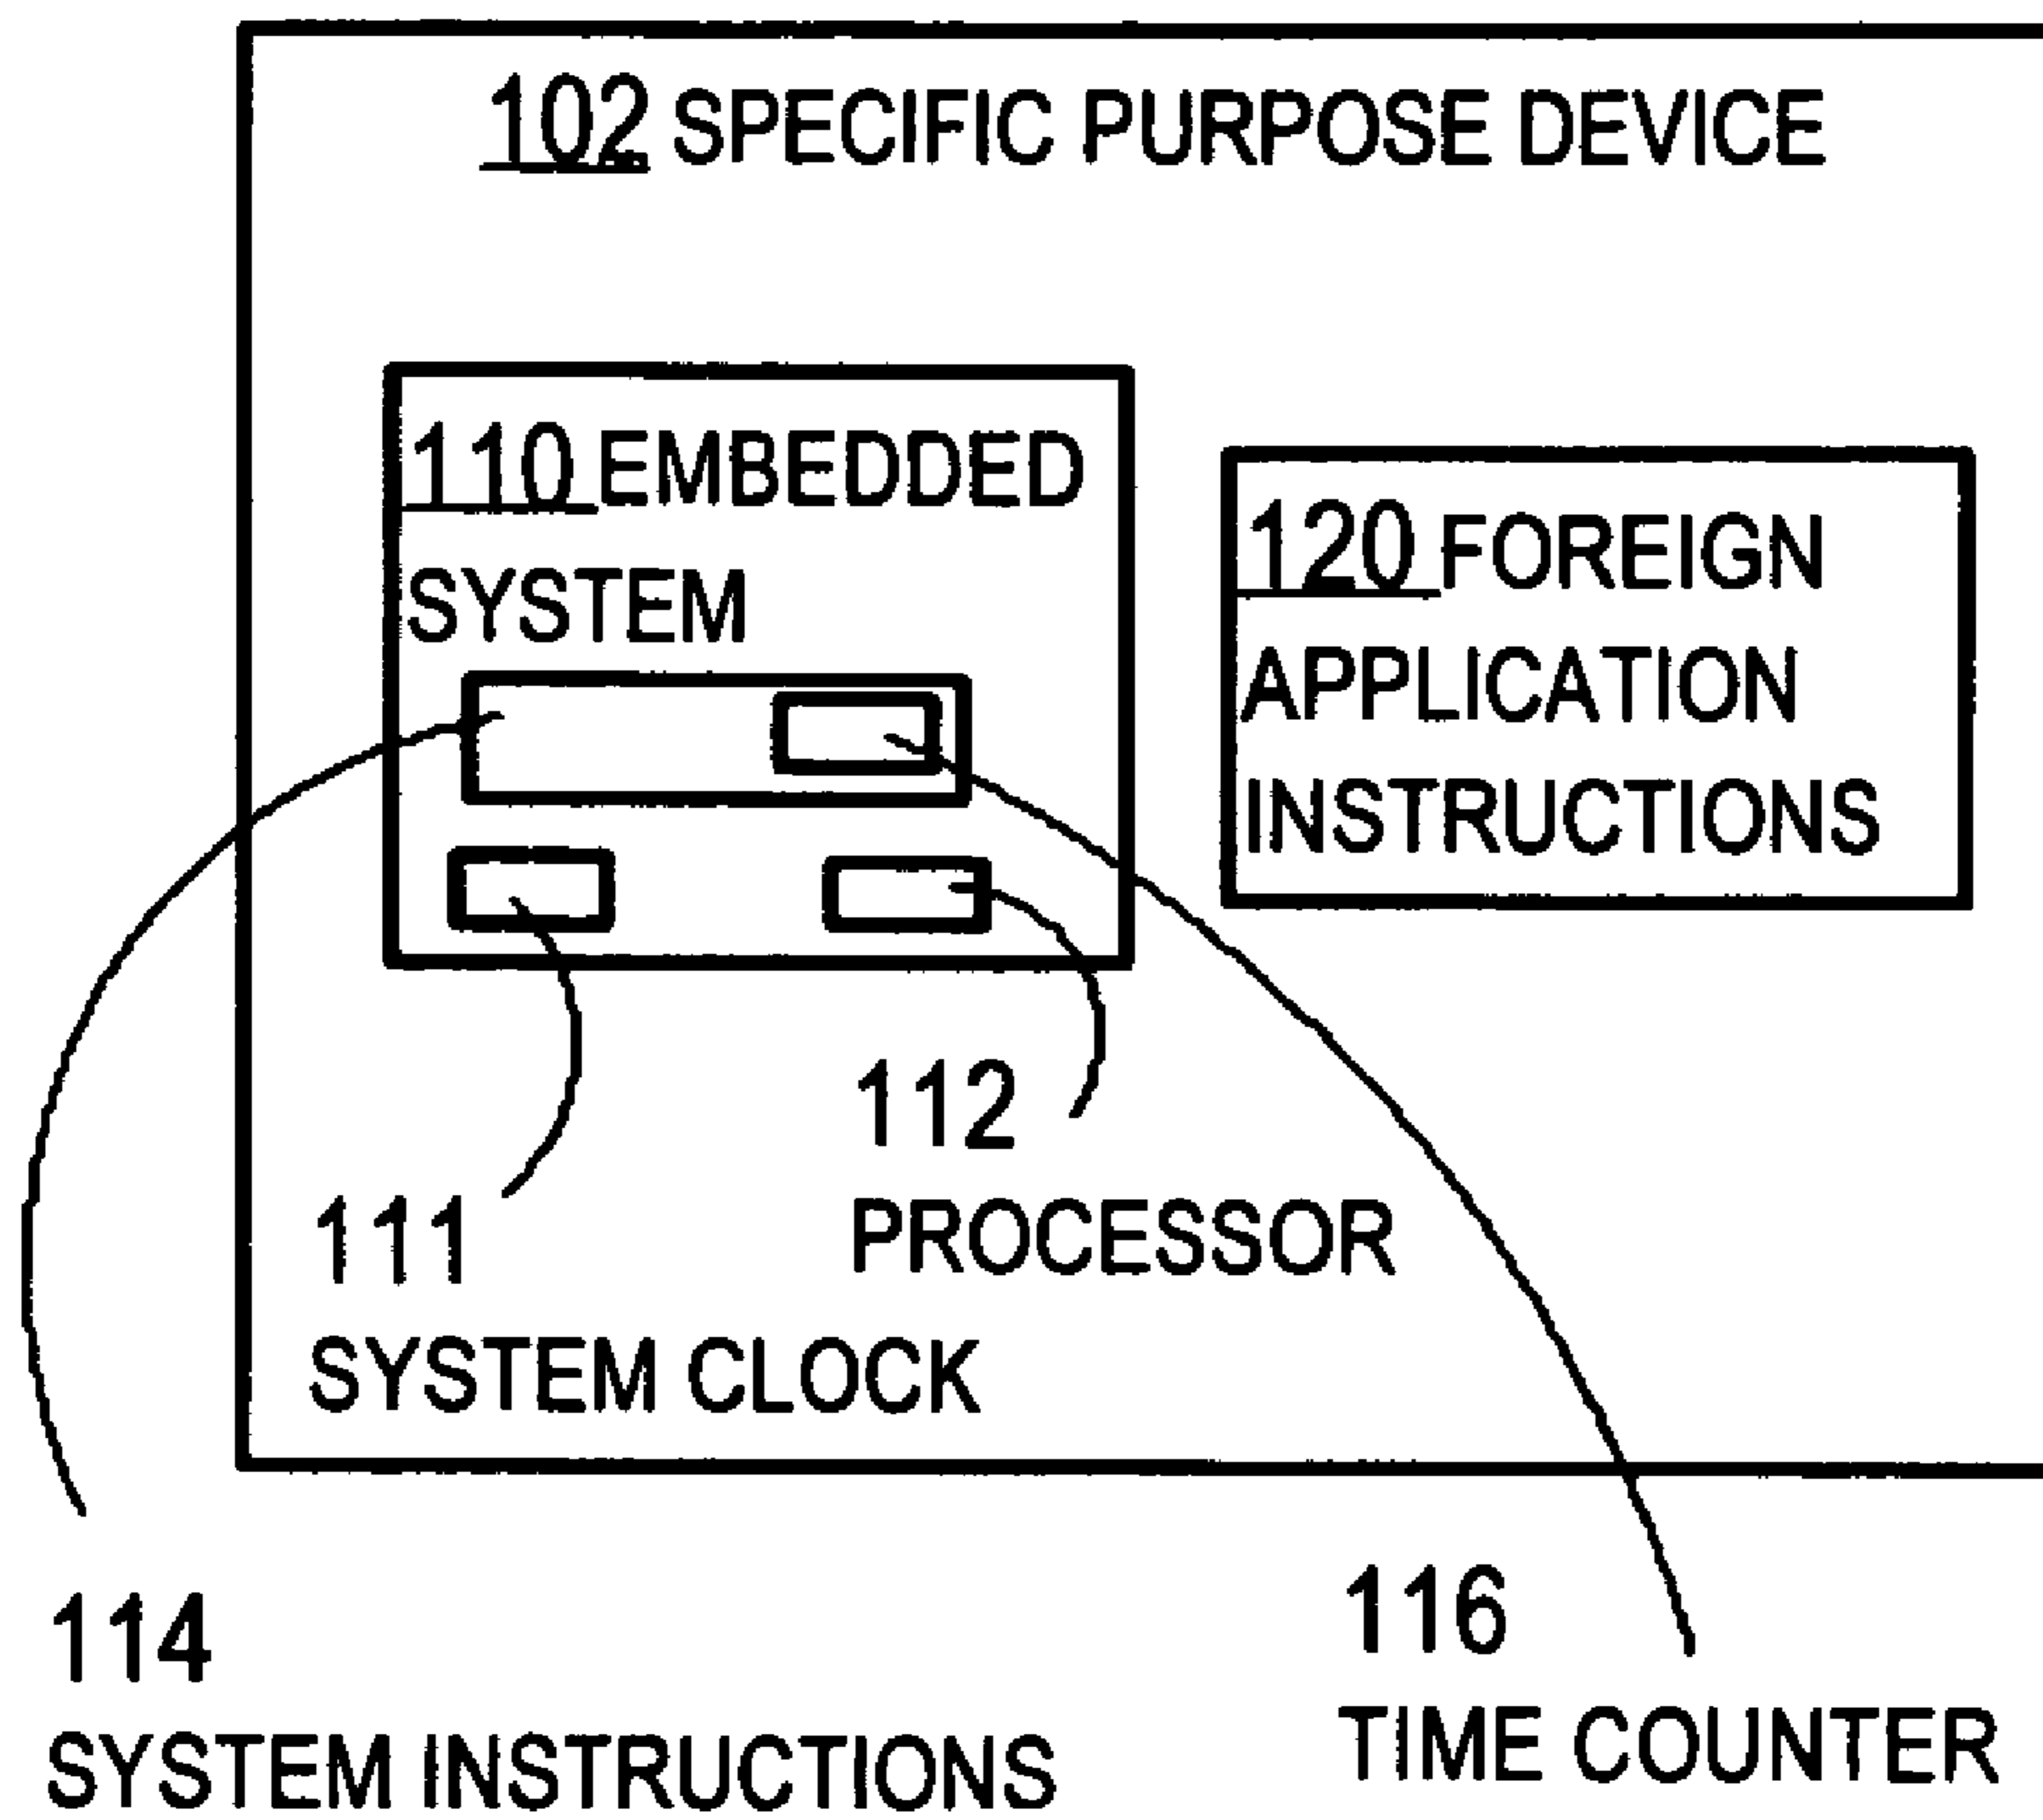 102 SPECIFIC PURPOSE DEVICE
110 EMBEDDED
SYSTEM
120 FOREIGN
APPLICATION
INSTRUCTIONS
112
PROCESSOR
111
SYSTEM CLOCK
114
SYSTEM INSTRUCTIONS
116
TIME COUNTER